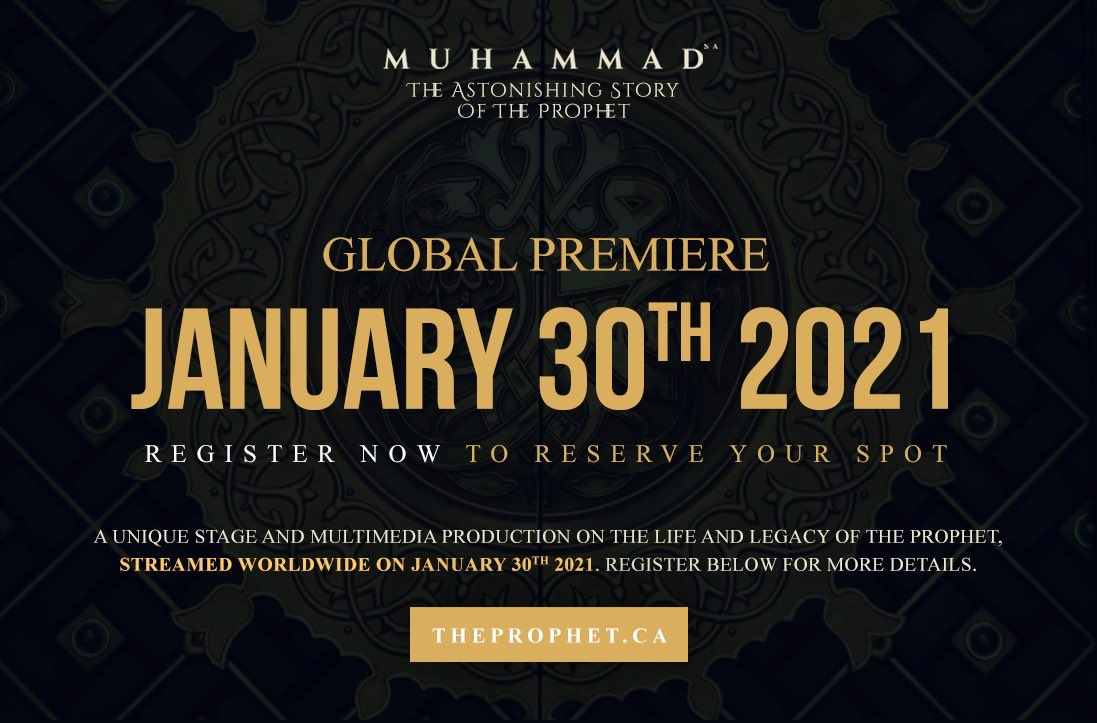 MUHAMMAD SA
THE ASTONISHING STORY
OF THE PROPHET
GLOBAL PREMIERE
JANUARY 30TH 2021
REGISTER NOW TO RESERVE YOUR SPOT
A UNIQUE STAGE AND MULTIMEDIA PRODUCTION ON THE LIFE AND LEGACY OF THE PROPHET,
STREAMED WORLDWIDE ON JANUARY 30TH 2021. REGISTER BELOW FOR MORE DETAILS.
THEPROPHET.CA